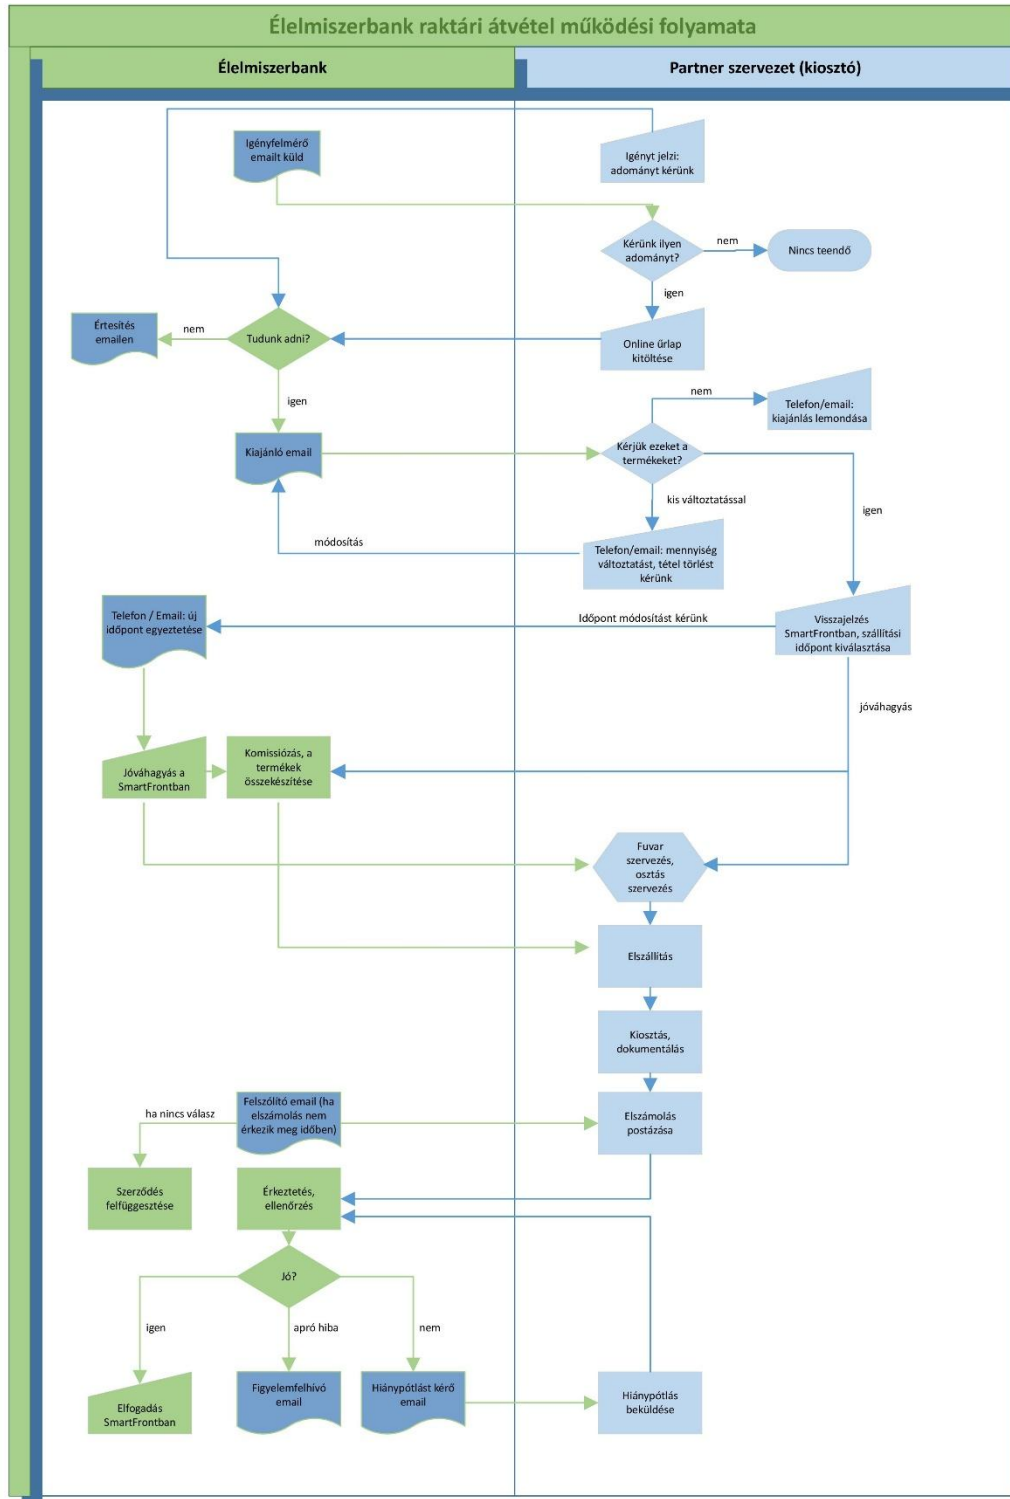 Élelmiszerbank raktári átvétel működési folyamata
Élelmiszerbank
Partner szervezet (kiosztó)
Igényfelmérő
emailt küld
Igényt jelzi:
adományt kérünk
Kérünk ilyen
adományt?
nem
Nincs teendő
igen
Értesítés
emailen
nem
Tudunk adni?
Online űrlap
kitöltése
igen
nem
Telefon/email:
kiajánlás lemondása
Kiajánló email
Kérjük ezeket a
termékeket?
kis változtatással
igen
módosítás
Telefon/email: mennyiség
változtatást, tétel törlést
kérünk
Telefon / Email: új
időpont egyeztetése
Időpont módosítást kérünk
Visszajelzés
SmartFrontban, szállítási
időpont kiválasztása
jóváhagyás
Jóváhagyás a
SmartFrontban
Komissiózás, a
termékek
összekészítése
Fuvar
szervezés,
osztás
szervezés
Elszállítás
Kiosztás,
dokumentálás
ha nincs válasz
Felszólító email (ha
elszámolás nem
érkezik meg időben)
Elszámolás
postázása
Szerződés
felfüggesztése
Érkeztetés,
ellenőrzés
Jó?
igen
apró hiba
nem
Elfogadás
SmartFrontban
Figyelemfelhívó
email
Hiánypótlást kérő
email
Hiánypótlás
beküldése